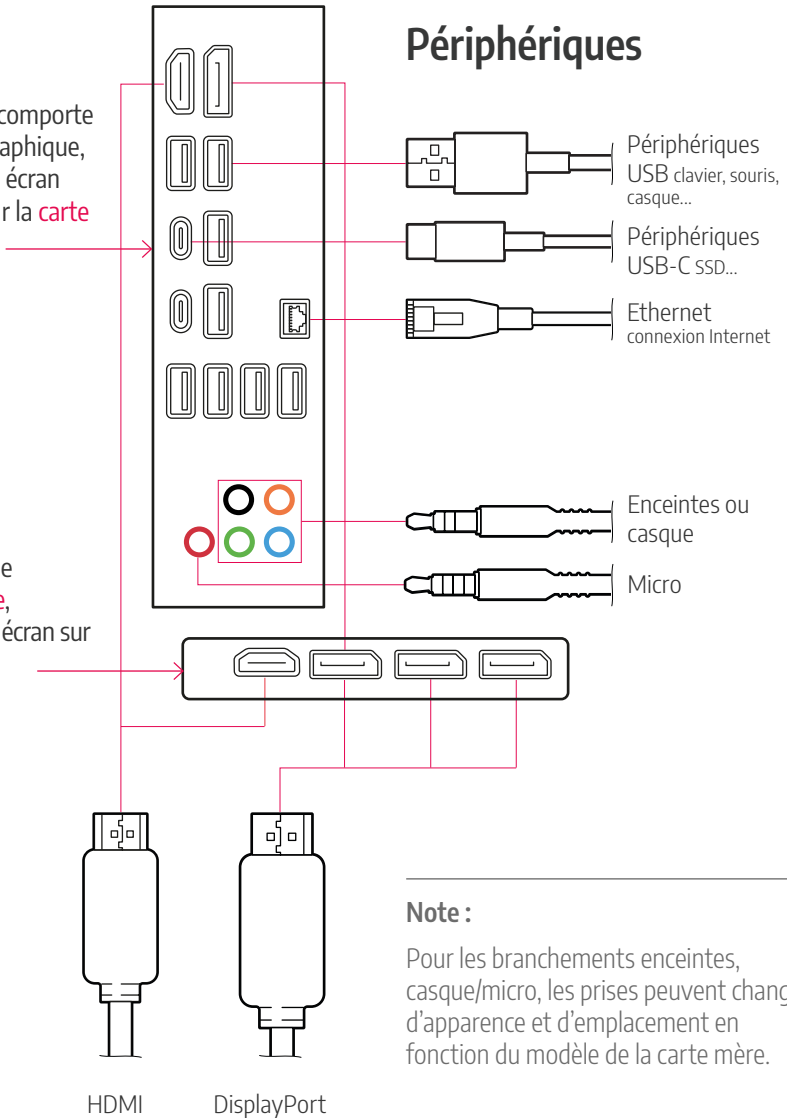 Périphériques
comporte
aphique,
écran
r la carte
Périphériques
USB clavier, souris,
casque...
Périphériques
USB-C SSD...
Ethernet
connexion Internet
Enceintes ou
casque
Micro
e
e,
écran sur
Note :
Pour les branchements enceintes,
casque/micro, les prises peuvent chang
d’apparence et d’emplacement en
fonction du modèle de la carte mère.
HDMI
DisplayPort